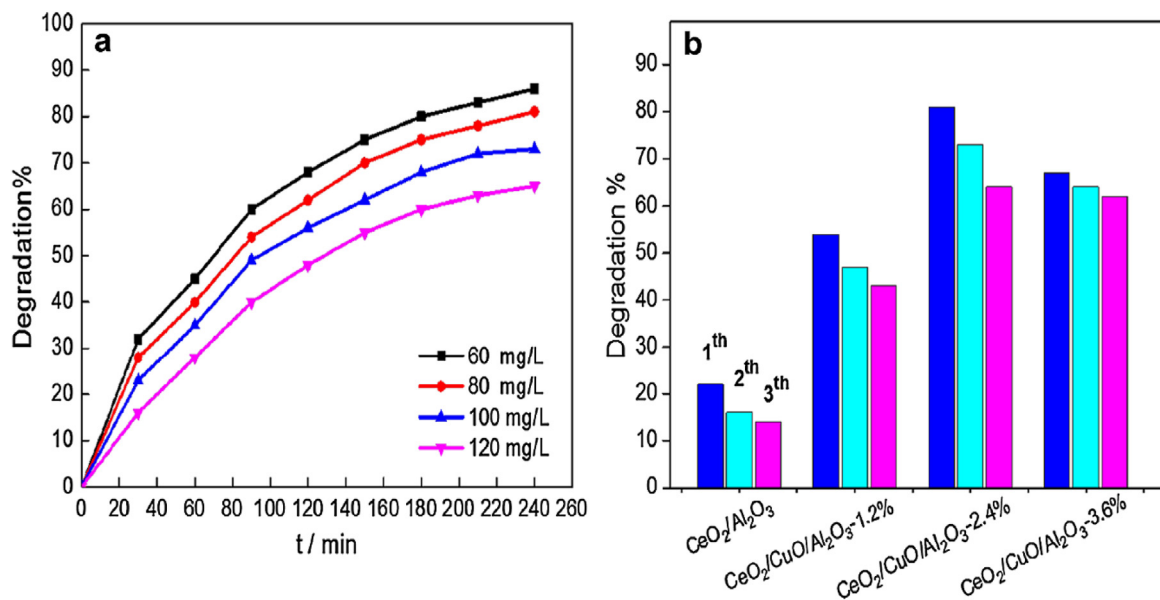 a
Degradation%
100
90
80
70
60
50
40
30
20
10
0
0 20 40 60 80 100 120 140 160 180 200 220 240 260
t / min
60 mg/L
80 mg/L
100 mg/L
120 mg/L
b
Degradation %
90
80
70
60
50
40
30
20
10
0
1th
2th
3th
CeO2/Al2O3
CeO2/CuO/Al2O3-1.2%
CeO2/CuO/Al2O3-2.4%
CeO2/CuO/Al2O3-3.6%